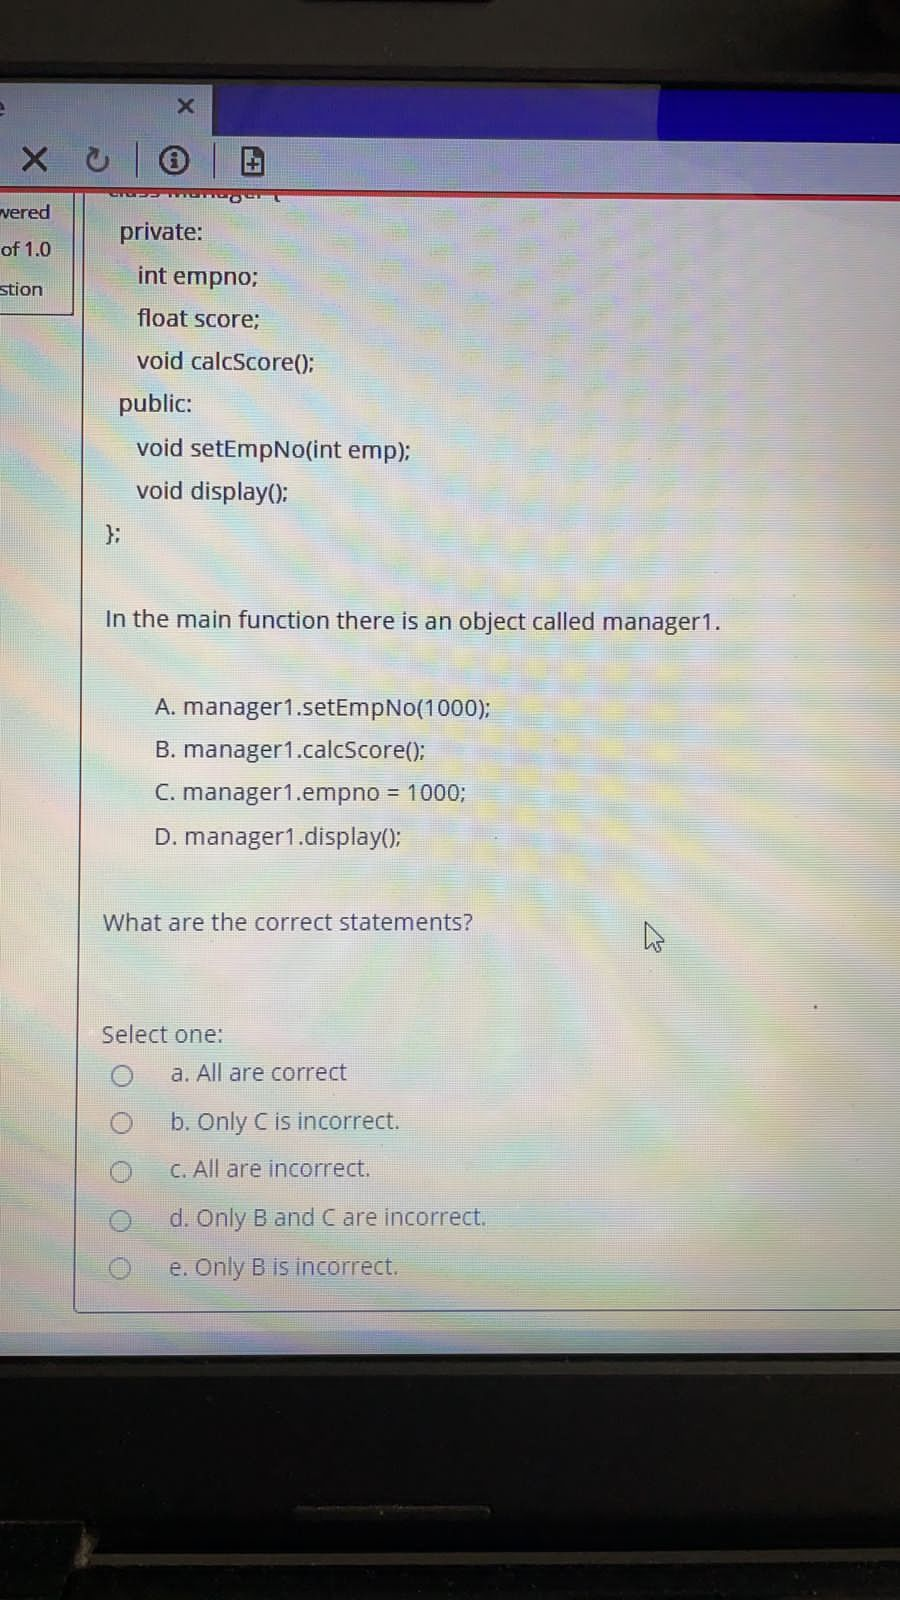 wered
of 1.0
stion
class Manager {
private:
int empno;
float score;
void calcScore();
public:
void setEmpNo(int emp);
void display();
};
In the main function there is an object called manager1.
A. manager1.setEmpNo(1000);
B. manager1.calcScore();
C. manager1.empno = 1000;
D. manager1.display();
What are the correct statements?
Select one:
a. All are correct
b. Only C is incorrect.
c. All are incorrect.
d. Only B and C are incorrect.
e. Only B is incorrect.